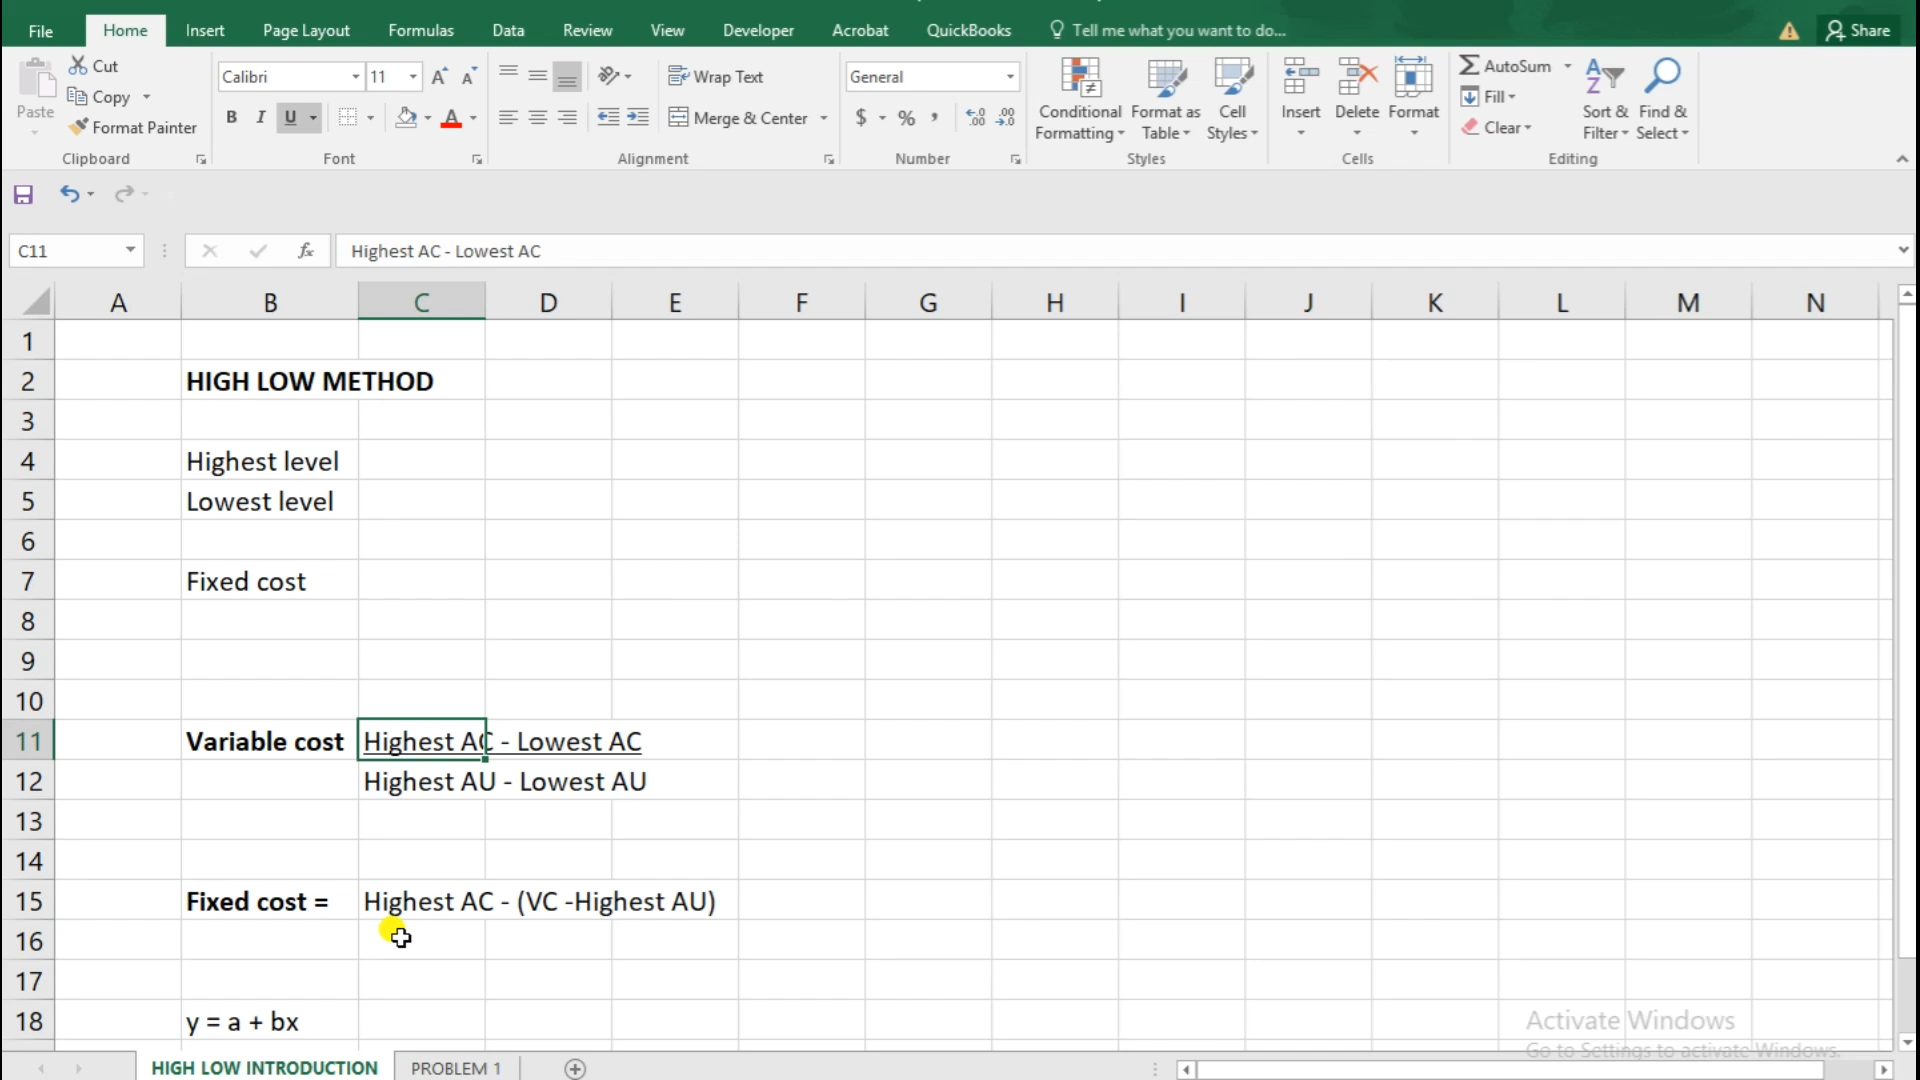 File Home Insert Page Layout Formulas Data Review View Developer Acrobat QuickBooks Tell me what you want to do... Share
Cut
Copy
Format Painter
Paste
Clipboard
Calibri 11
B I U
Font
Wrap Text
Merge & Center
Alignment
General
$ % ,
Number
Conditional Formatting
Format as Table
Cell Styles
Styles
Insert Delete Format
Cells
AutoSum
Fill
Clear
Sort & Filter
Find & Select
Editing
C11 fx Highest AC - Lowest AC
A B C D E F G H I J K L M N
1
2 HIGH LOW METHOD
3
4 Highest level
5 Lowest level
6
7 Fixed cost
8
9
10
11 Variable cost Highest AC - Lowest AC
12 Highest AU - Lowest AU
13
14
15 Fixed cost = Highest AC - (VC -Highest AU)
16
17
18 y = a + bx
Activate Windows
Go to Settings to activate Windows.
HIGH LOW INTRODUCTION PROBLEM 1